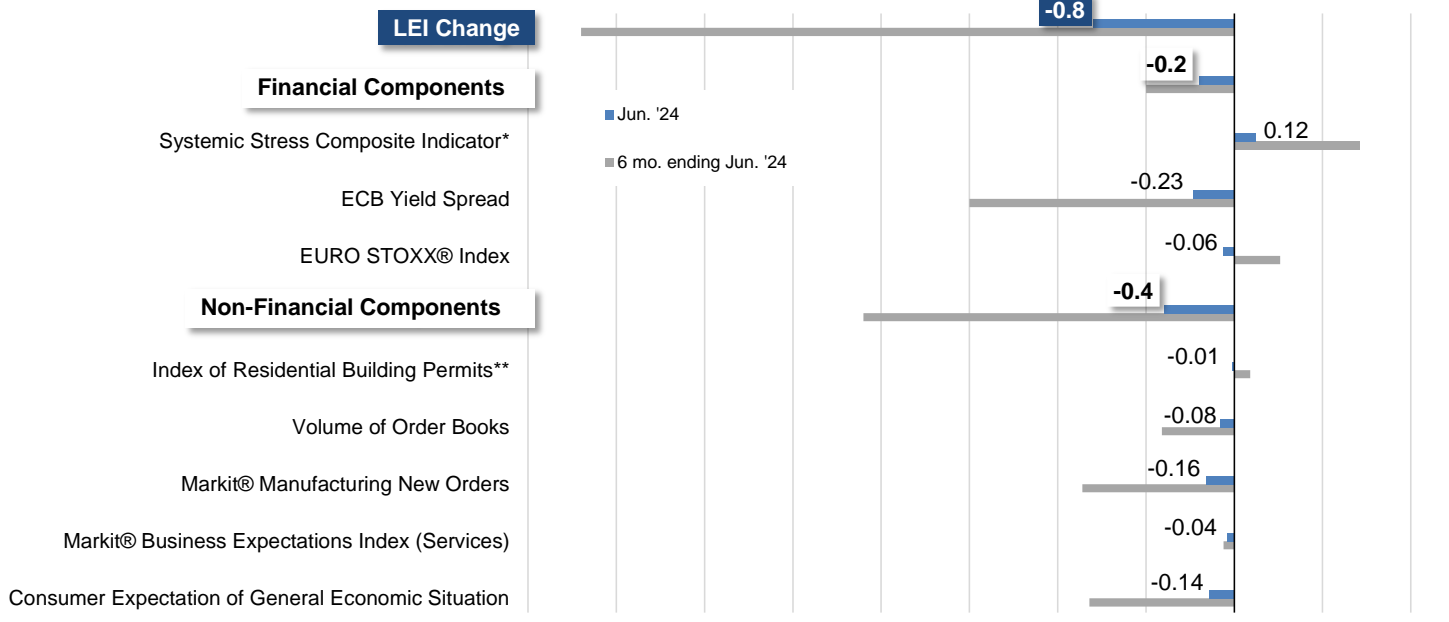 LEI Change
-0.8
Financial Components
-0.2
Jun. '24
Systemic Stress Composite Indicator*
0.12
6 mo. ending Jun. '24
ECB Yield Spread
-0.23
EURO STOXX® Index
-0.06
Non-Financial Components
-0.4
Index of Residential Building Permits**
-0.01
Volume of Order Books
-0.08
Markit® Manufacturing New Orders
-0.16
Markit® Business Expectations Index (Services)
-0.04
Consumer Expectation of General Economic Situation
-0.14